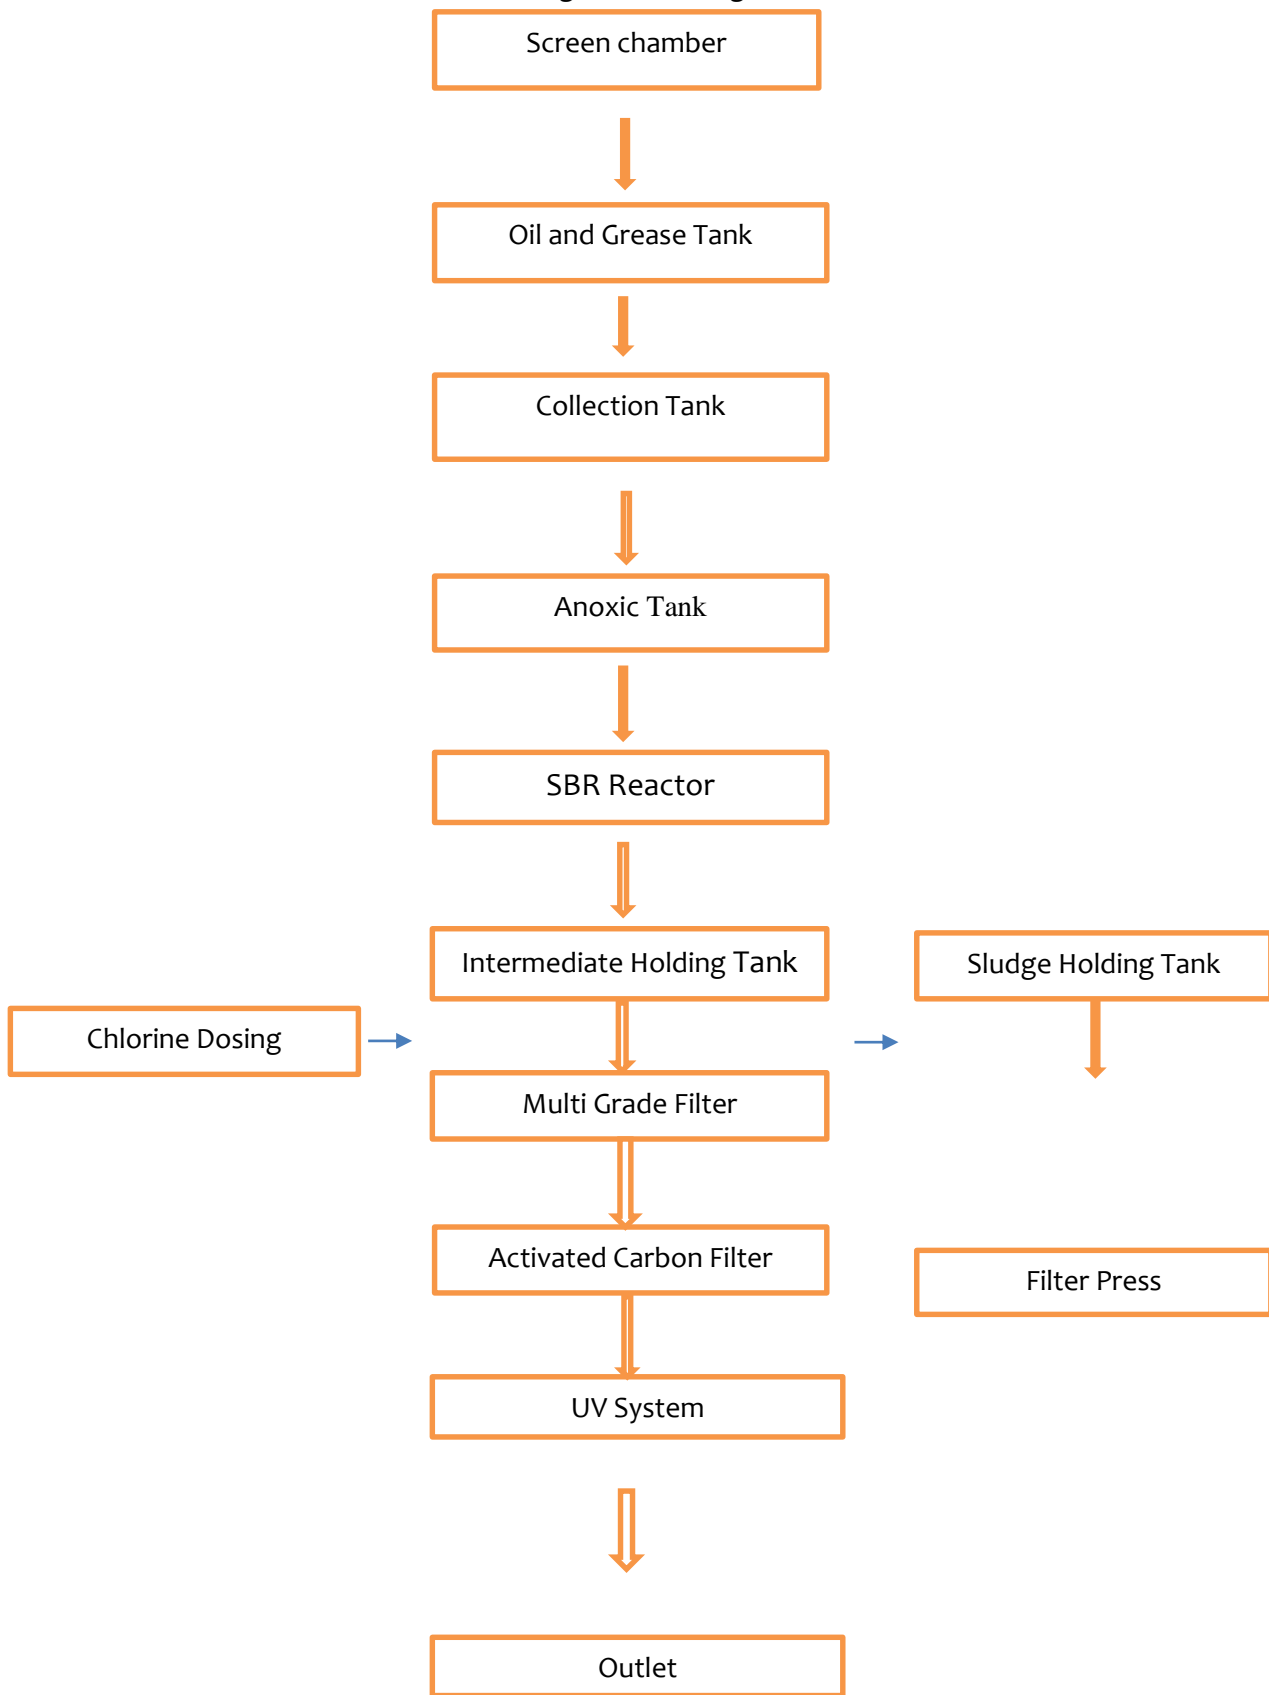 Screen chamber
Oil and Grease Tank
Collection Tank
Anoxic Tank
SBR Reactor
Intermediate Holding Tank
Sludge Holding Tank
Chlorine Dosing
Multi Grade Filter
Activated Carbon Filter
Filter Press
UV System
Outlet